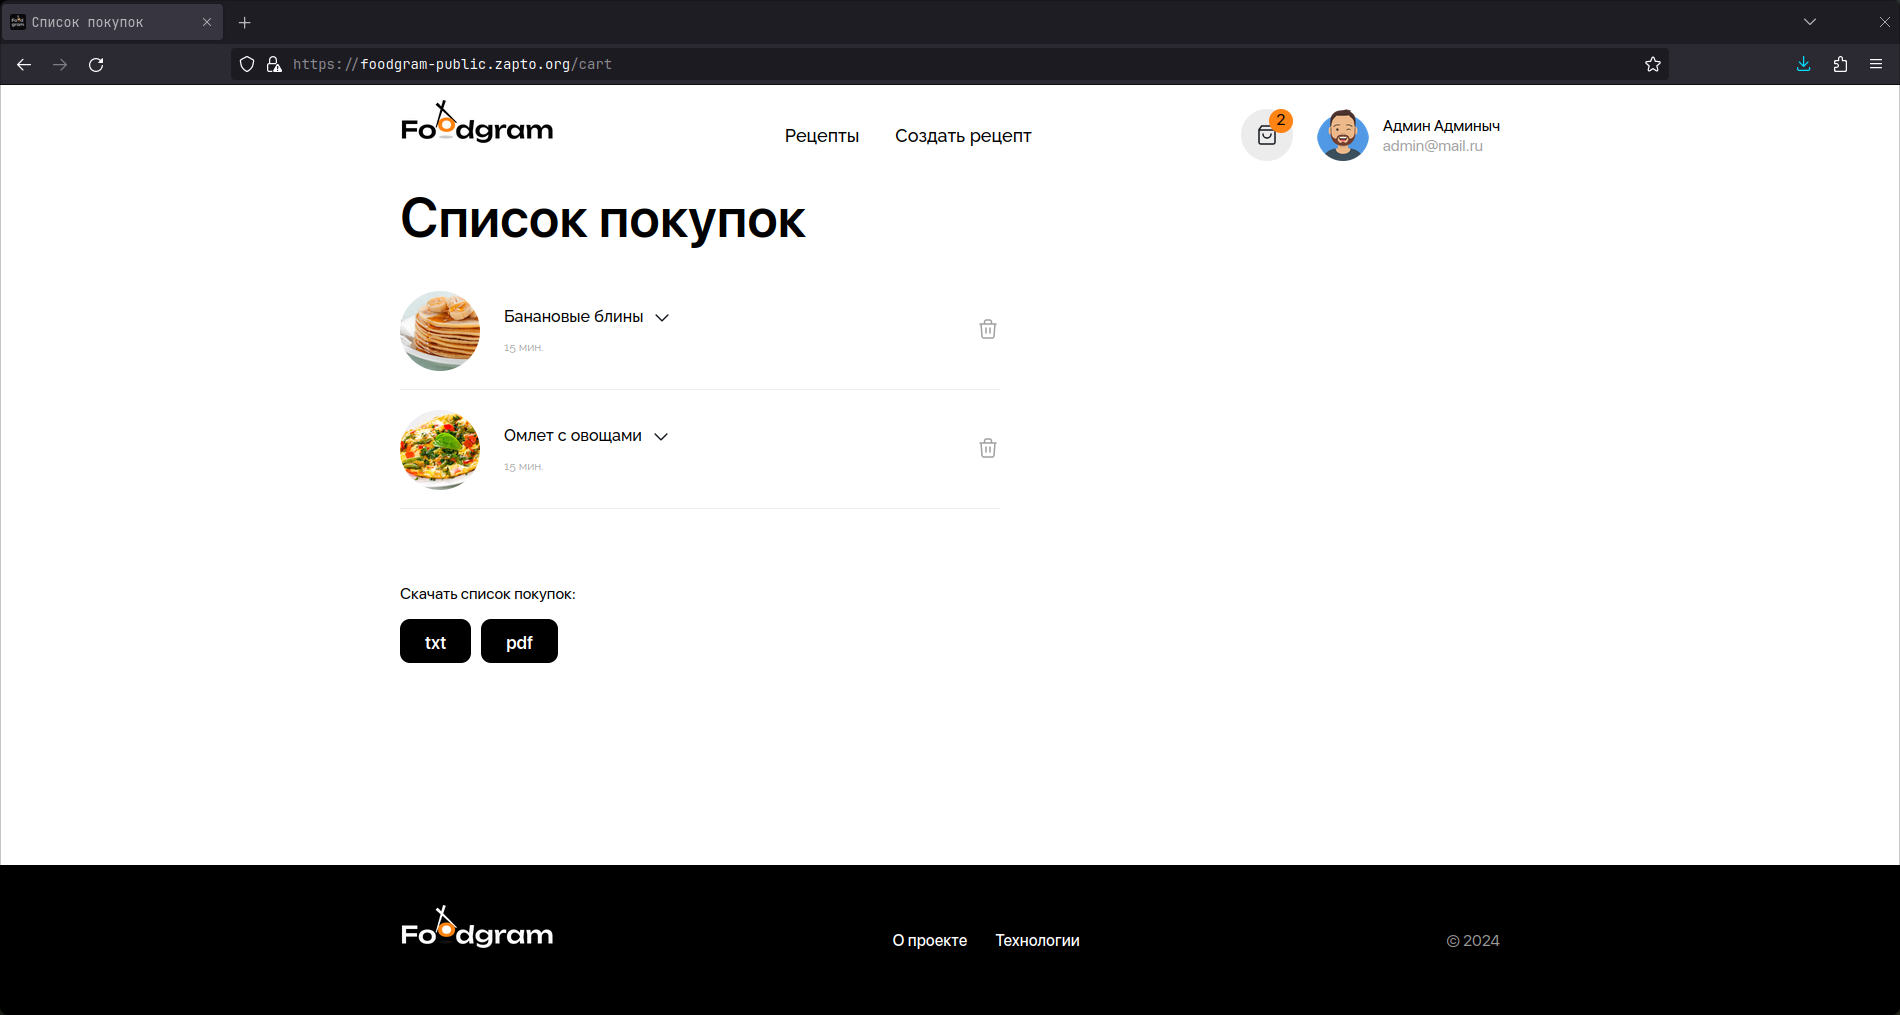 Список покупок
https://foodgram-public.zapto.org/cart
Foodgram
Рецепты
Создать рецепт
2
Админ Админыч
admin@mail.ru
Список покупок
Банановые блины
15 мин.
Омлет с овощами
15 мин.
Скачать список покупок:
txt
pdf
Foodgram
О проекте
Технологии
© 2024